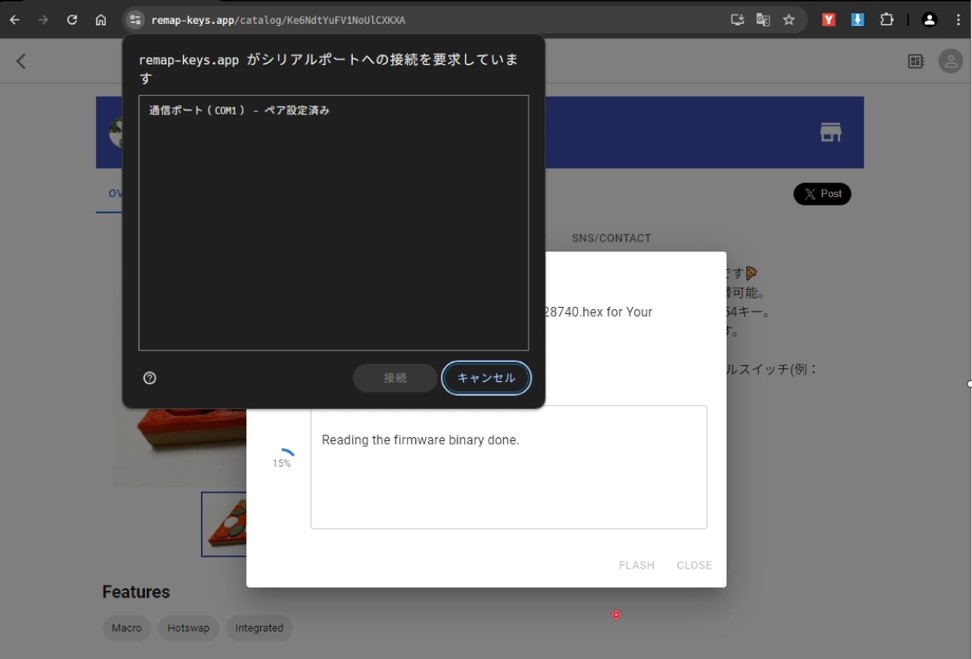 remap-keys.app/catalog/Ke6NdtYuFV1NoUlCXKXA
remap-keys.app がシリアルポートへの接続を要求していま
す
通信ポート (COM1) - ペア設定済み
接続
キャンセル
Post
SNS/CONTACT
です🍕
替可能。
54キー。
す。
ルスイッチ(例：
28740.hex for Your
Reading the firmware binary done.
15%
FLASH
CLOSE
Features
Macro
Hotswap
Integrated